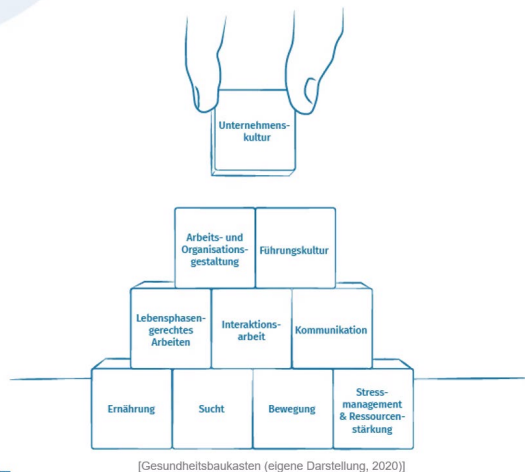 Unternehmens-
kultur
Arbeits- und
Organisations-
gestaltung
Führungskultur
Lebensphasen-
gerechtes
Arbeiten
Interaktions-
arbeit
Kommunikation
Ernährung
Sucht
Bewegung
Stress-
management
& Ressourcen-
stärkung
[Gesundheitsbaukasten (eigene Darstellung, 2020)]